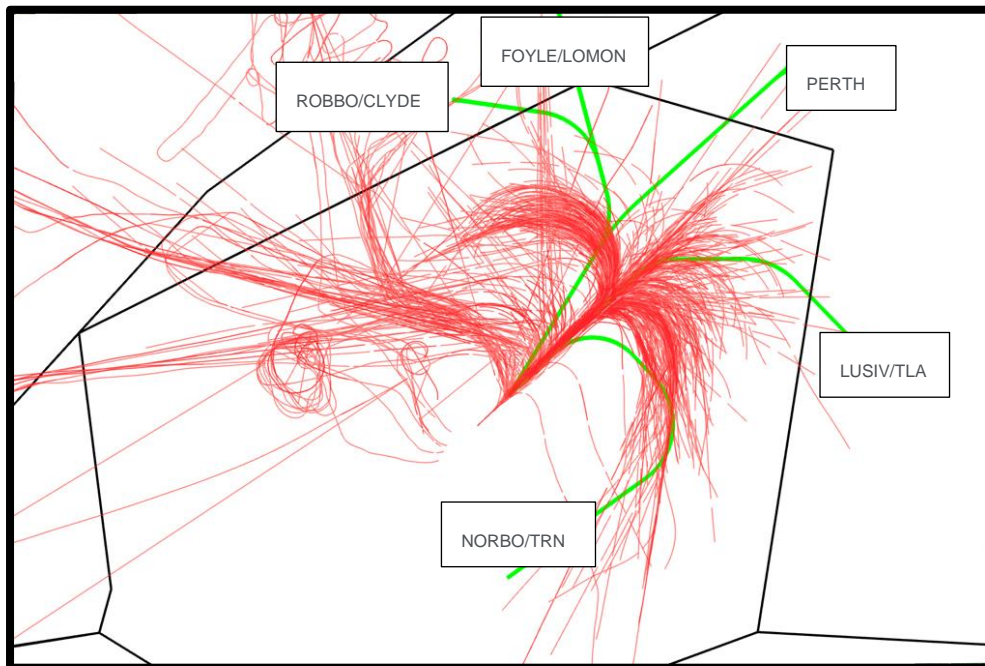 FOYLE/LOMON
ROBBO/CLYDE
PERTH
LUSIV/TLA
NORBO/TRN